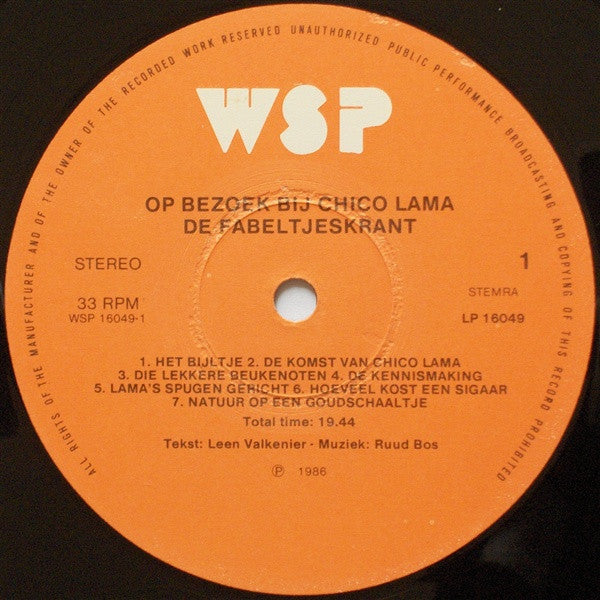 ALL RIGHTS OF THE MANUFACTURER AND OF THE OWNER OF THE RECORDED WORK RESERVED UNAUTHORIZED PUBLIC PERFORMANCE BROADCASTING AND COPYING OF THIS RECORD PROHIBITED
WSP
OP BEZOEK BIJ CHICO LAMA
DE FABELTJESKRANT
STEREO
1
STEMRA
33 RPM
WSP 16049-1
LP 16049
1. HET BIJLTJE 2. DE KOMST VAN CHICO LAMA
3. DIE LEKKERE BEUKENOTEN 4. DE KENNISMAKING
5. LAMA'S SPUGEN GERICHT 6. HOEVEEL KOST EEN SIGAAR
7. NATUUR OP EEN GOUDSCHAALTJE
Total time: 19.44
Tekst: Leen Valkenier - Muziek: Ruud Bos
℗ 1986